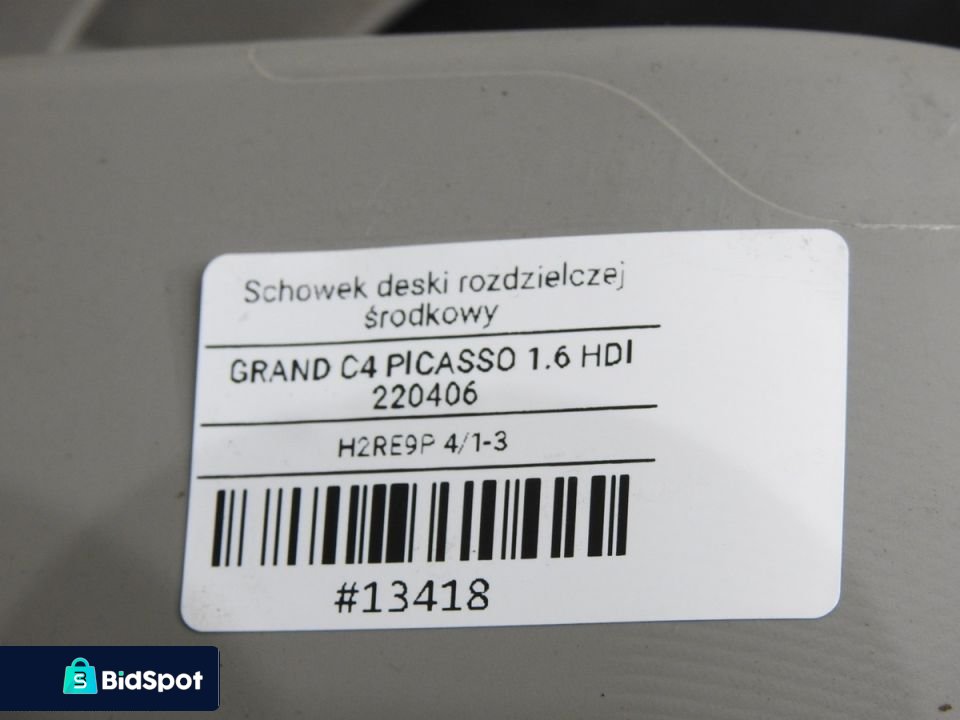 Schowek deski rozdzielczej
środkowy
GRAND C4 PICASSO 1.6 HDI
220406
H2RE9P 4/1-3
#13418
BidSpot